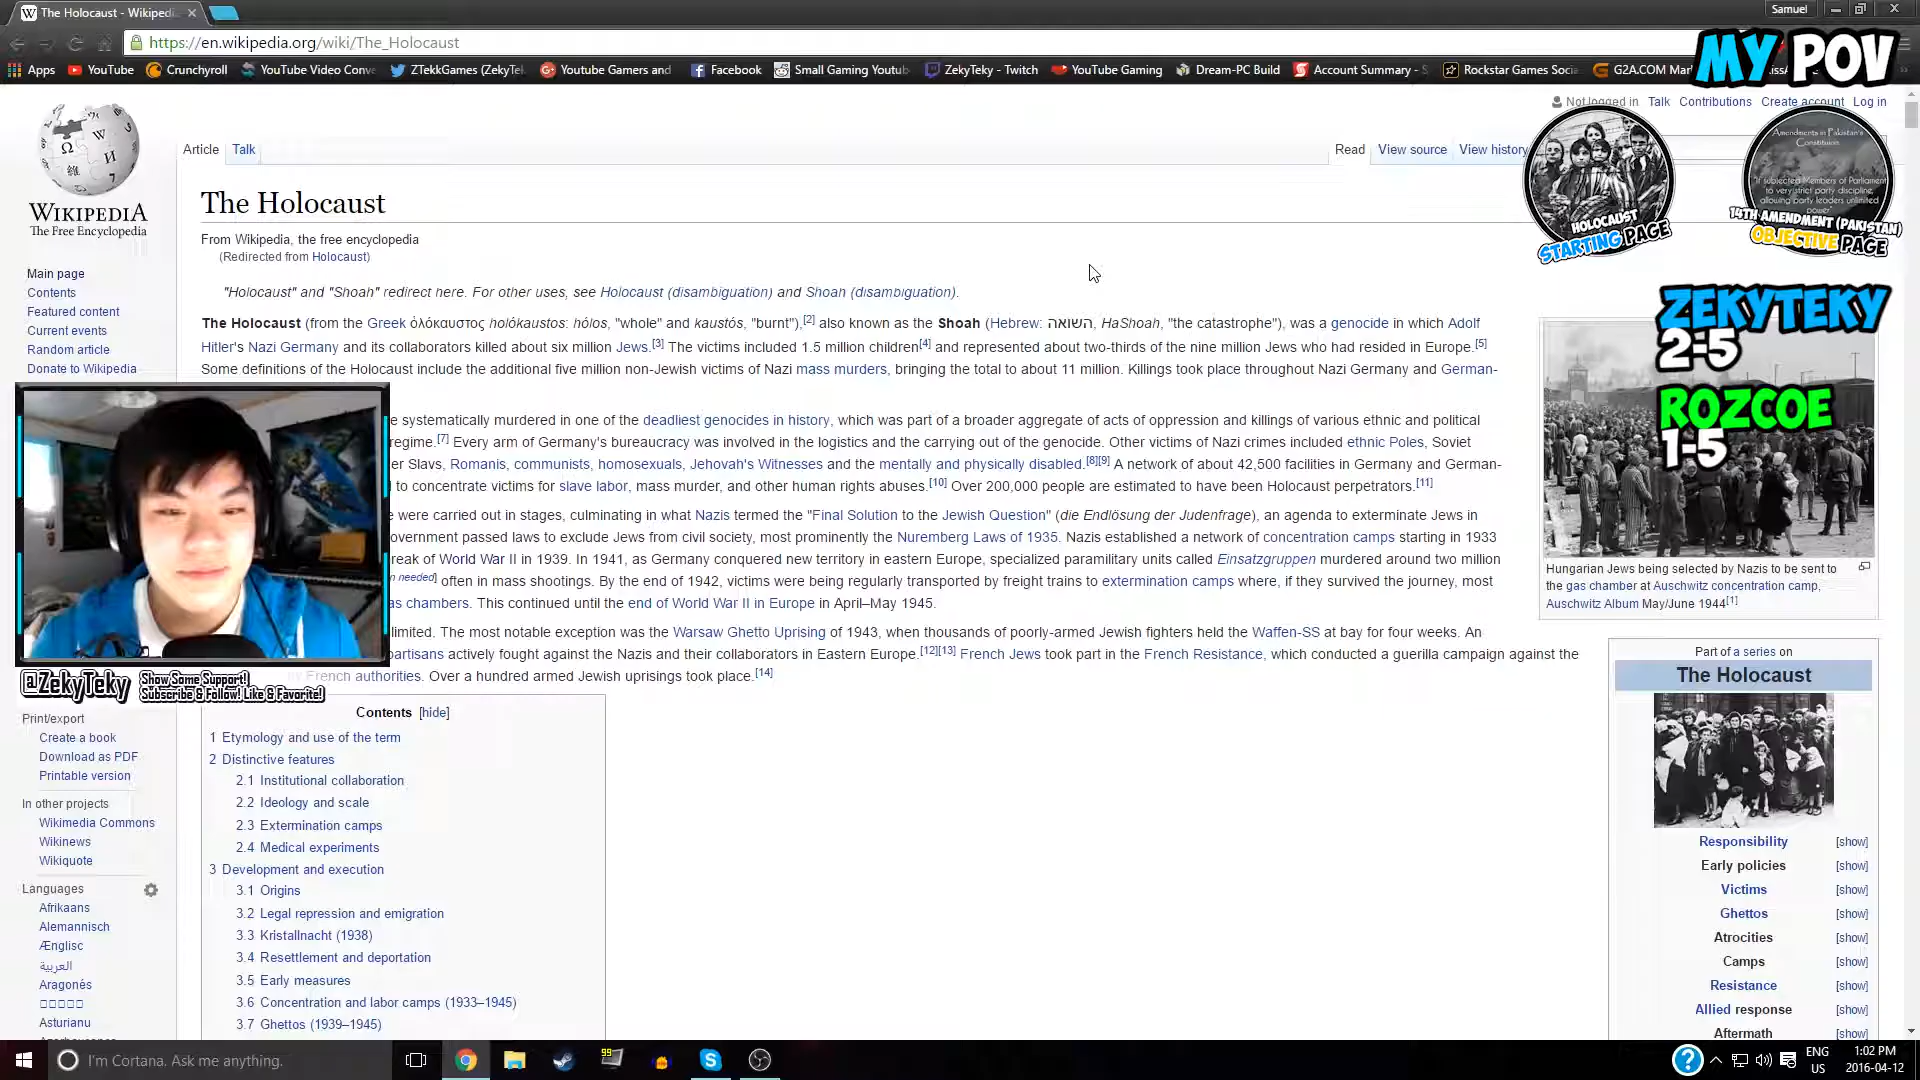 The Holocaust - Wikipedi
Samuel
https://en.wikipedia.org/wiki/The_Holocaust
Apps YouTube Crunchyroll YouTube Video Conv ZTekkGames (ZekyTel Youtube Gamers and Facebook Small Gaming Youtub ZekyTeky - Twitch YouTube Gaming Dream-PC Build Account Summary - S Rockstar Games Socia G2A.COM Mark
MY POV
Not logged in Talk Contributions Create account Log in
Article Talk
Read View source View history
WIKIPEDIA
The Free Encyclopedia
Main page
Contents
Featured content
Current events
Random article
Donate to Wikipedia
The Holocaust
From Wikipedia, the free encyclopedia
(Redirected from Holocaust)
"Holocaust" and "Shoah" redirect here. For other uses, see Holocaust (disambiguation) and Shoah (disambiguation).
The Holocaust (from the Greek ὁλόκαυστος holókaustos: hólos, "whole" and kaustós, "burnt"),[2] also known as the Shoah (Hebrew: השואה, HaShoah, "the catastrophe"), was a genocide in which Adolf
Hitler's Nazi Germany and its collaborators killed about six million Jews.[3] The victims included 1.5 million children[4] and represented about two-thirds of the nine million Jews who had resided in Europe.[5]
Some definitions of the Holocaust include the additional five million non-Jewish victims of Nazi mass murders, bringing the total to about 11 million. Killings took place throughout Nazi Germany and German-
e systematically murdered in one of the deadliest genocides in history, which was part of a broader aggregate of acts of oppression and killings of various ethnic and political
regime.[7] Every arm of Germany's bureaucracy was involved in the logistics and the carrying out of the genocide. Other victims of Nazi crimes included ethnic Poles, Soviet
er Slavs, Romanis, communists, homosexuals, Jehovah's Witnesses and the mentally and physically disabled.[8][9] A network of about 42,500 facilities in Germany and German-
d to concentrate victims for slave labor, mass murder, and other human rights abuses.[10] Over 200,000 people are estimated to have been Holocaust perpetrators.[11]
e were carried out in stages, culminating in what Nazis termed the "Final Solution to the Jewish Question" (die Endlösung der Judenfrage), an agenda to exterminate Jews in
overnment passed laws to exclude Jews from civil society, most prominently the Nuremberg Laws of 1935. Nazis established a network of concentration camps starting in 1933
reak of World War II in 1939. In 1941, as Germany conquered new territory in eastern Europe, specialized paramilitary units called Einsatzgruppen murdered around two million
n needed] often in mass shootings. By the end of 1942, victims were being regularly transported by freight trains to extermination camps where, if they survived the journey, most
as chambers. This continued until the end of World War II in Europe in April–May 1945.
limited. The most notable exception was the Warsaw Ghetto Uprising of 1943, when thousands of poorly-armed Jewish fighters held the Waffen-SS at bay for four weeks. An
partisans actively fought against the Nazis and their collaborators in Eastern Europe.[12][13] French Jews took part in the French Resistance, which conducted a guerilla campaign against the
French authorities. Over a hundred armed Jewish uprisings took place.[14]
HOLOCAUST
STARTING PAGE
Amendments in Pakistan's
Constitution
"It subjected Members of Parliament
to very strict party discipline,
allowing party leaders unlimited
power"
14TH AMENDMENT (PAKISTAN)
OBJECTIVE PAGE
ZEKYTEKY
2-5
ROZCOE
1-5
Hungarian Jews being selected by Nazis to be sent to
the gas chamber at Auschwitz concentration camp,
Auschwitz Album May/June 1944[1]
Part of a series on
The Holocaust
Responsibility [show]
Early policies [show]
Victims [show]
Ghettos [show]
Atrocities [show]
Camps [show]
Resistance [show]
Allied response [show]
Aftermath [show]
@ZekyTeky
Show Some Support!
Subscribe & Follow! Like & Favorite!
Print/export
Create a book
Download as PDF
Printable version
In other projects
Wikimedia Commons
Wikinews
Wikiquote
Languages
Afrikaans
Alemannisch
Ænglisc
العربية
Aragonés
Asturianu
Contents [hide]
1 Etymology and use of the term
2 Distinctive features
2.1 Institutional collaboration
2.2 Ideology and scale
2.3 Extermination camps
2.4 Medical experiments
3 Development and execution
3.1 Origins
3.2 Legal repression and emigration
3.3 Kristallnacht (1938)
3.4 Resettlement and deportation
3.5 Early measures
3.6 Concentration and labor camps (1933–1945)
3.7 Ghettos (1939–1945)
I'm Cortana. Ask me anything.
99
ENG
US
1:02 PM
2016-04-12